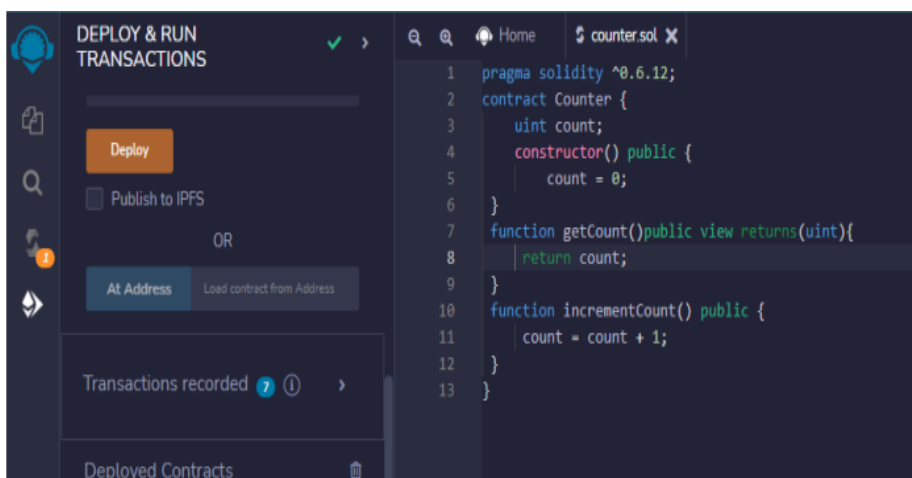 DEPLOY & RUN
TRANSACTIONS
Deploy
Publish to IPFS
OR
At Address
Load contract from Address
Transactions recorded 7 i
Deployed Contracts
1
Home
counter.sol
1 pragma solidity ^0.6.12;
2 contract Counter {
3 uint count;
4 constructor() public {
5 count = 0;
6 }
7 function getCount()public view returns(uint){
8 return count;
9 }
10 function incrementCount() public {
11 count = count + 1;
12 }
13 }